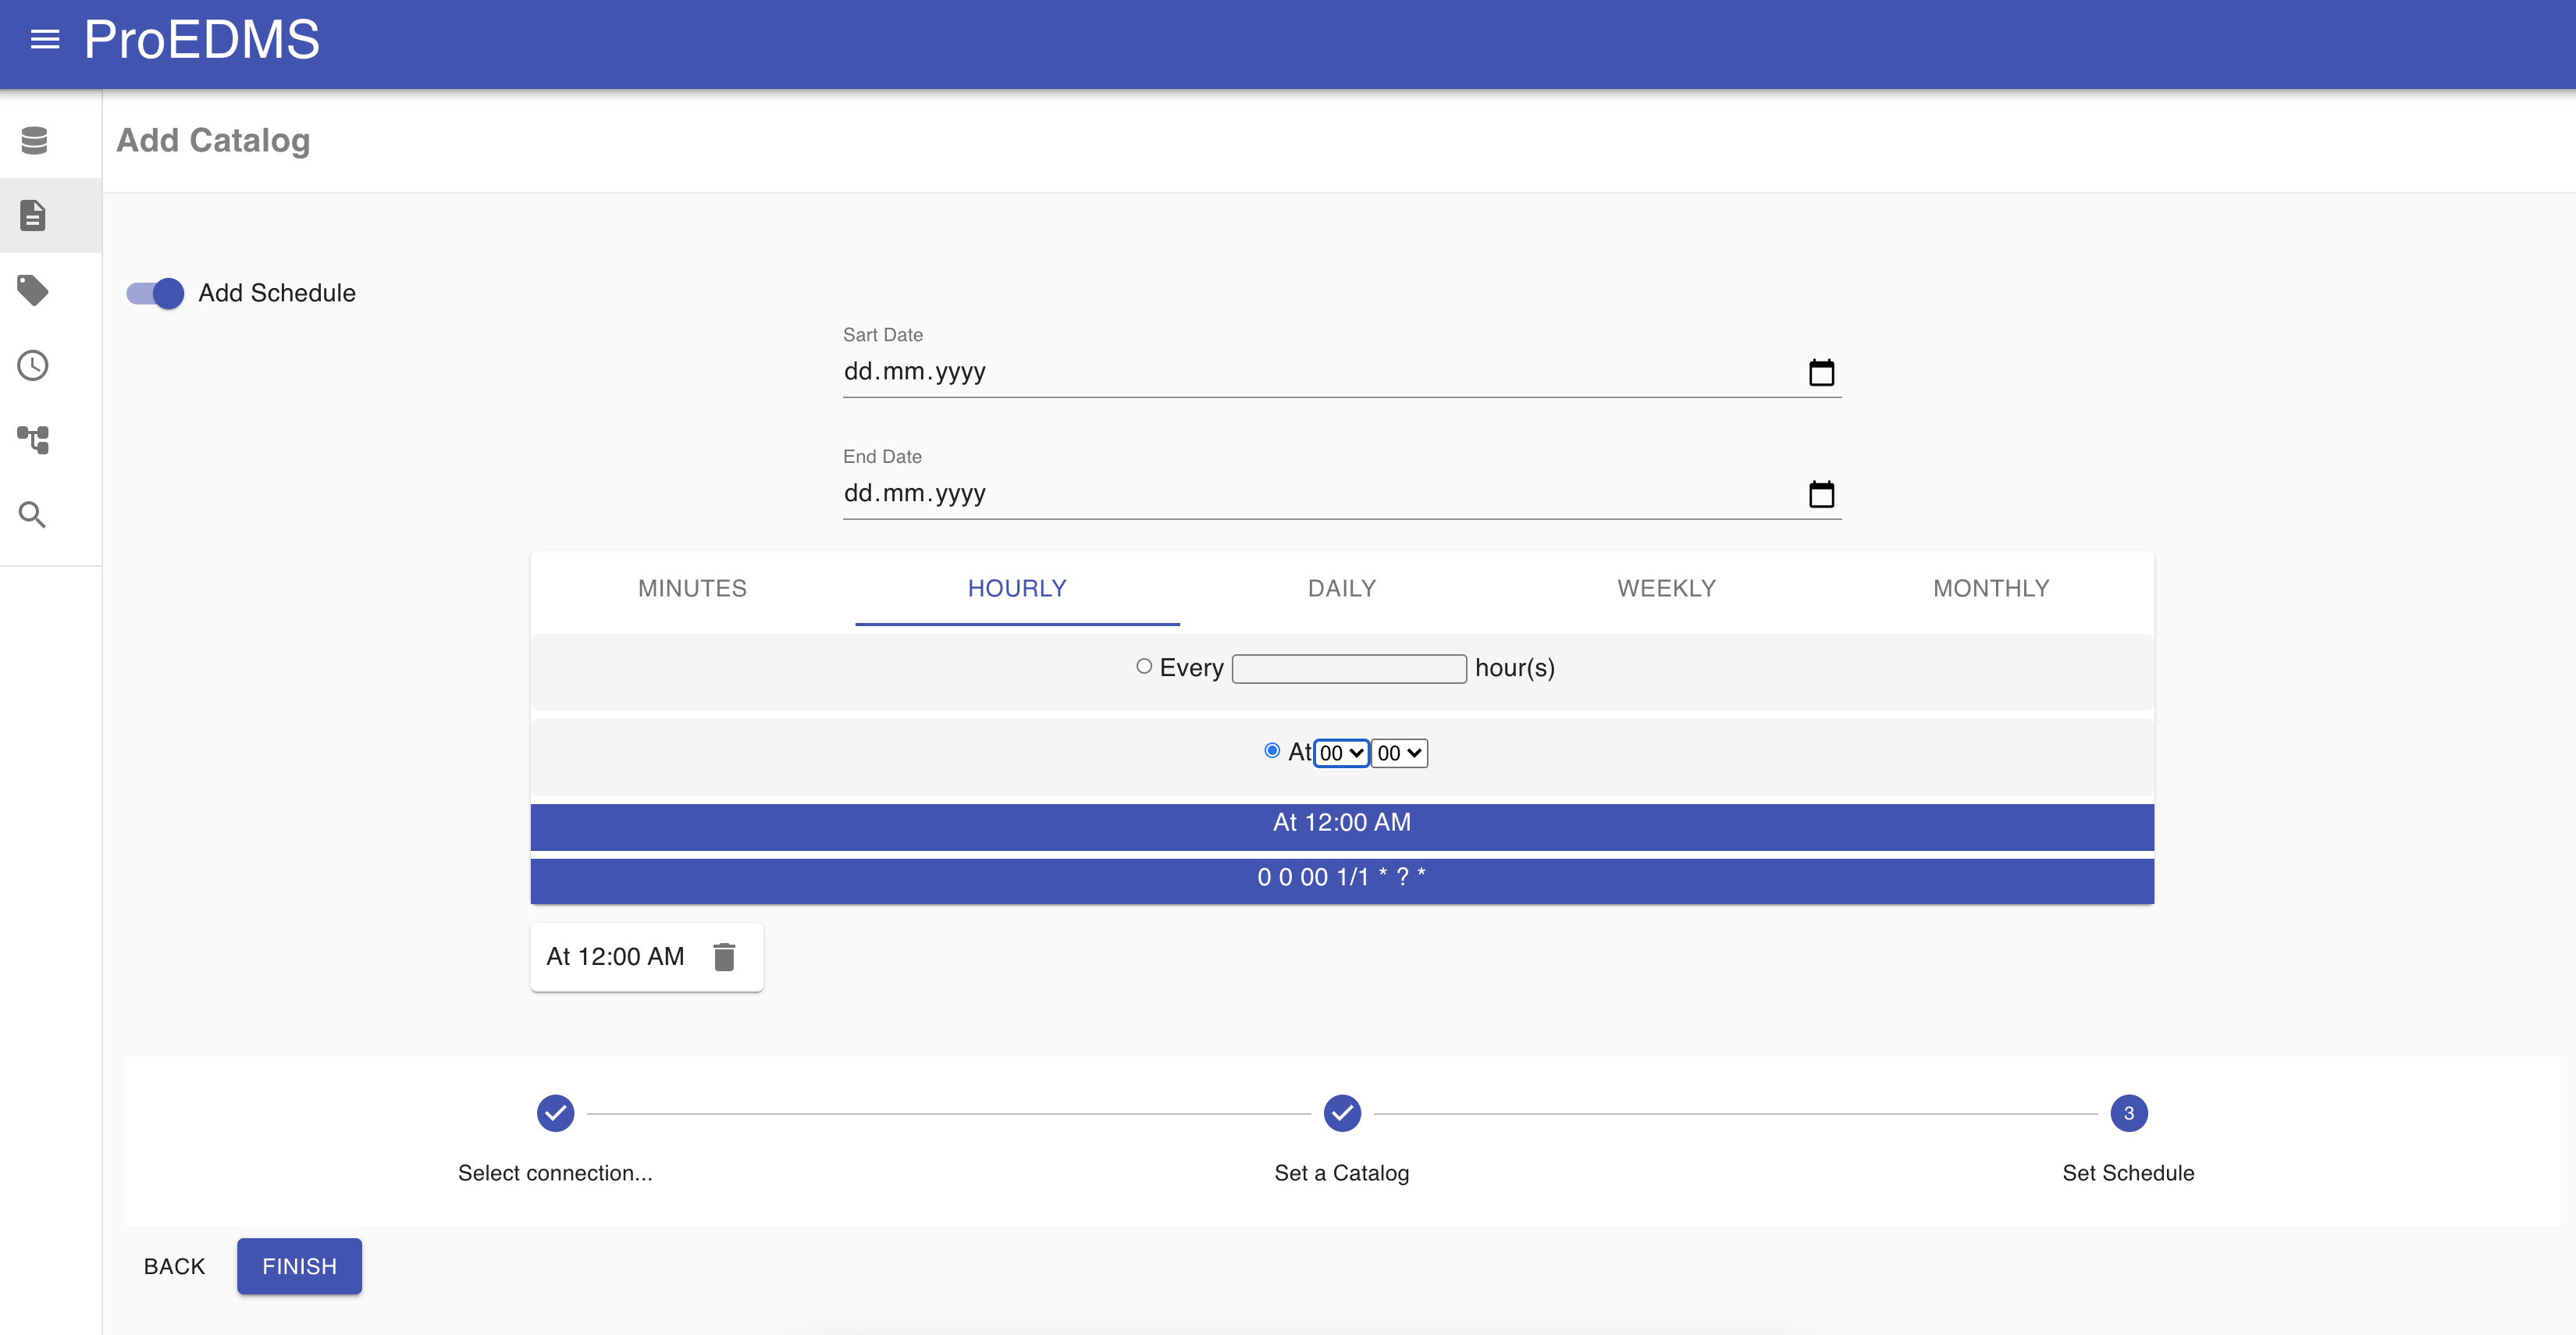 ProEDMS
Add Catalog
Add Schedule
Sart Date
dd.mm.yyyy
End Date
dd.mm.yyyy
MINUTES HOURLY DAILY WEEKLY MONTHLY
Every hour(s)
At 00 00
At 12:00 AM
0 0 00 1/1 * ? *
At 12:00 AM
3
Select connection... Set a Catalog Set Schedule
BACK FINISH